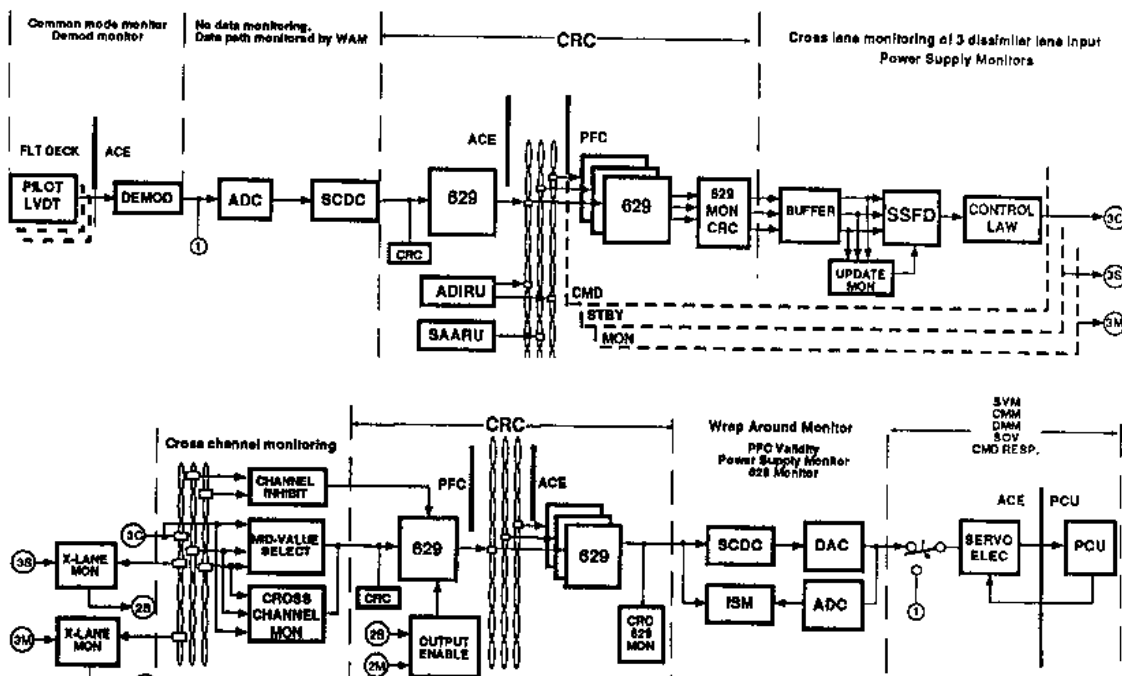 Common mode monitor
Demod monitor
No data monitoring,
Data path monitored by WAM
CRC
Cross lane monitoring of 3 dissimilar lane input
Power Supply Monitors
FLT DECK
ACE
ACE
PFC
PILOT
LVDT
DEMOD
ADC
SCDC
629
629
629
MON
CRC
BUFFER
SSFD
CONTROL
LAW
3C
1
CRC
UPDATE
MON
3S
ADIRU
CMD
SAARU
STBY
MON
3M
Cross channel monitoring
CRC
Wrap Around Monitor
PFC Validity
Power Supply Monitor
629 Monitor
SVM
CMM
DMM
SOV
CMD RESP.
CHANNEL
INHIBIT
PFC
ACE
ACE
PCU
3C
MID-VALUE
SELECT
629
629
SCDC
DAC
SERVO
ELEC
PCU
3S
X-LANE
MON
2S
CROSS
CHANNEL
MON
CRC
ISM
ADC
1
3M
X-LANE
MON
2S
2M
OUTPUT
ENABLE
CRC
629
MON